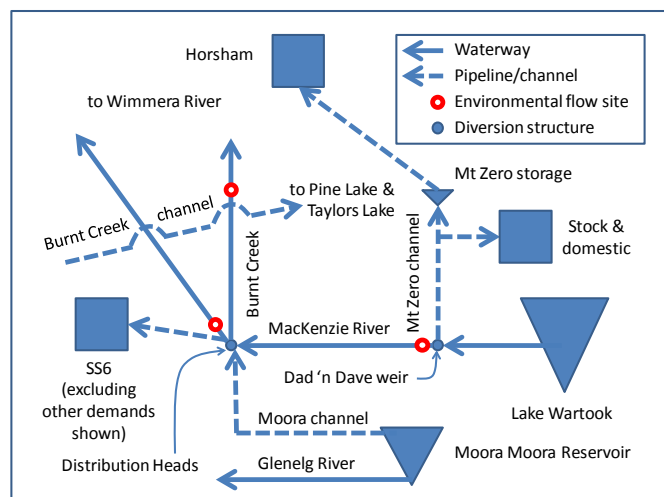 Horsham
Waterway
Pipeline/channel
Environmental flow site
Diversion structure
to Wimmera River
Mt Zero storage
to Pine Lake &
Taylors Lake
Burnt Creek channel
Stock &
domestic
Burnt Creek
Mt Zero channel
MacKenzie River
SS6
(excluding
other demands
shown)
Dad ‘n Dave weir
Lake Wartook
Moora channel
Moora Moora Reservoir
Distribution Heads
Glenelg River